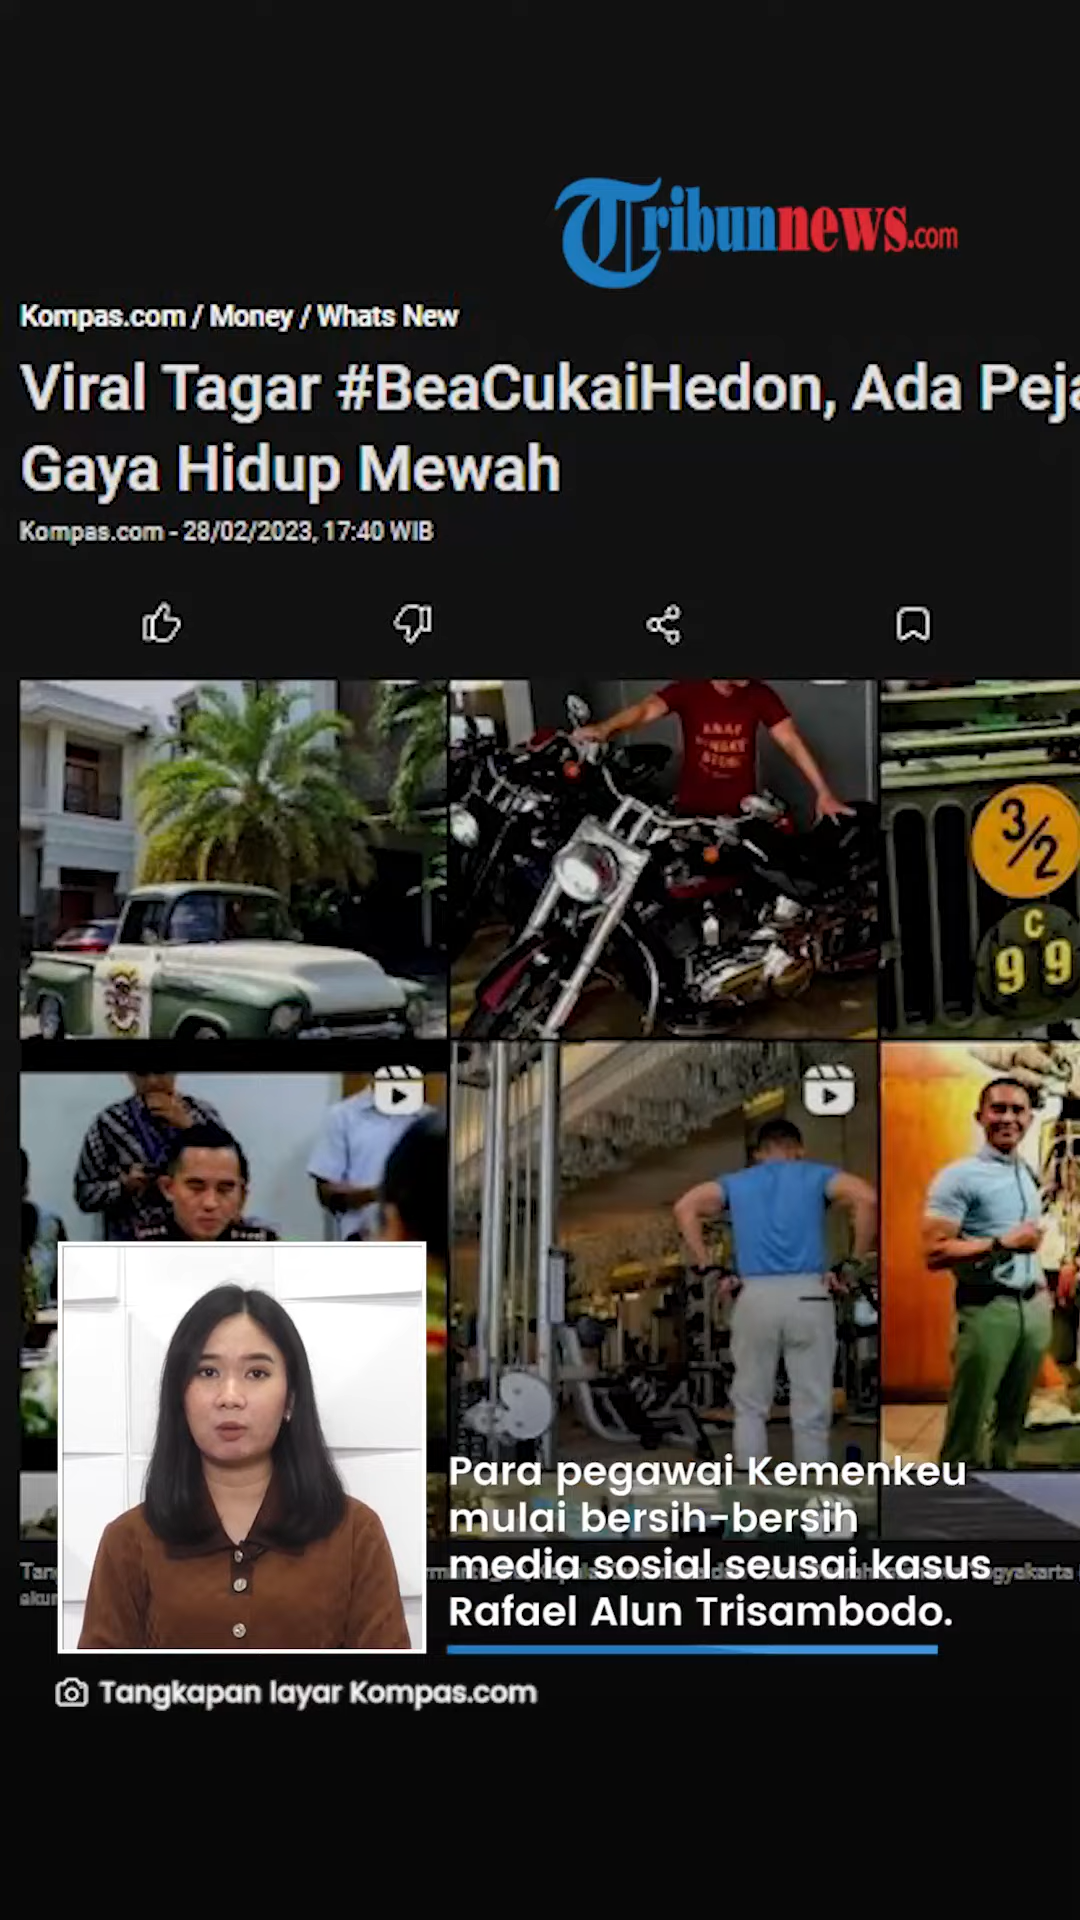 Tribunnews.com
Kompas.com / Money / Whats New
Viral Tagar #BeaCukaiHedon, Ada Peja
Gaya Hidup Mewah
Kompas.com - 28/02/2023, 17:40 WIB
ANAK
3/2
C
99
Para pegawai Kemenkeu
mulai bersih-bersih
media sosial seusai kasus
Rafael Alun Trisambodo.
Tangkapan layar Kompas.com